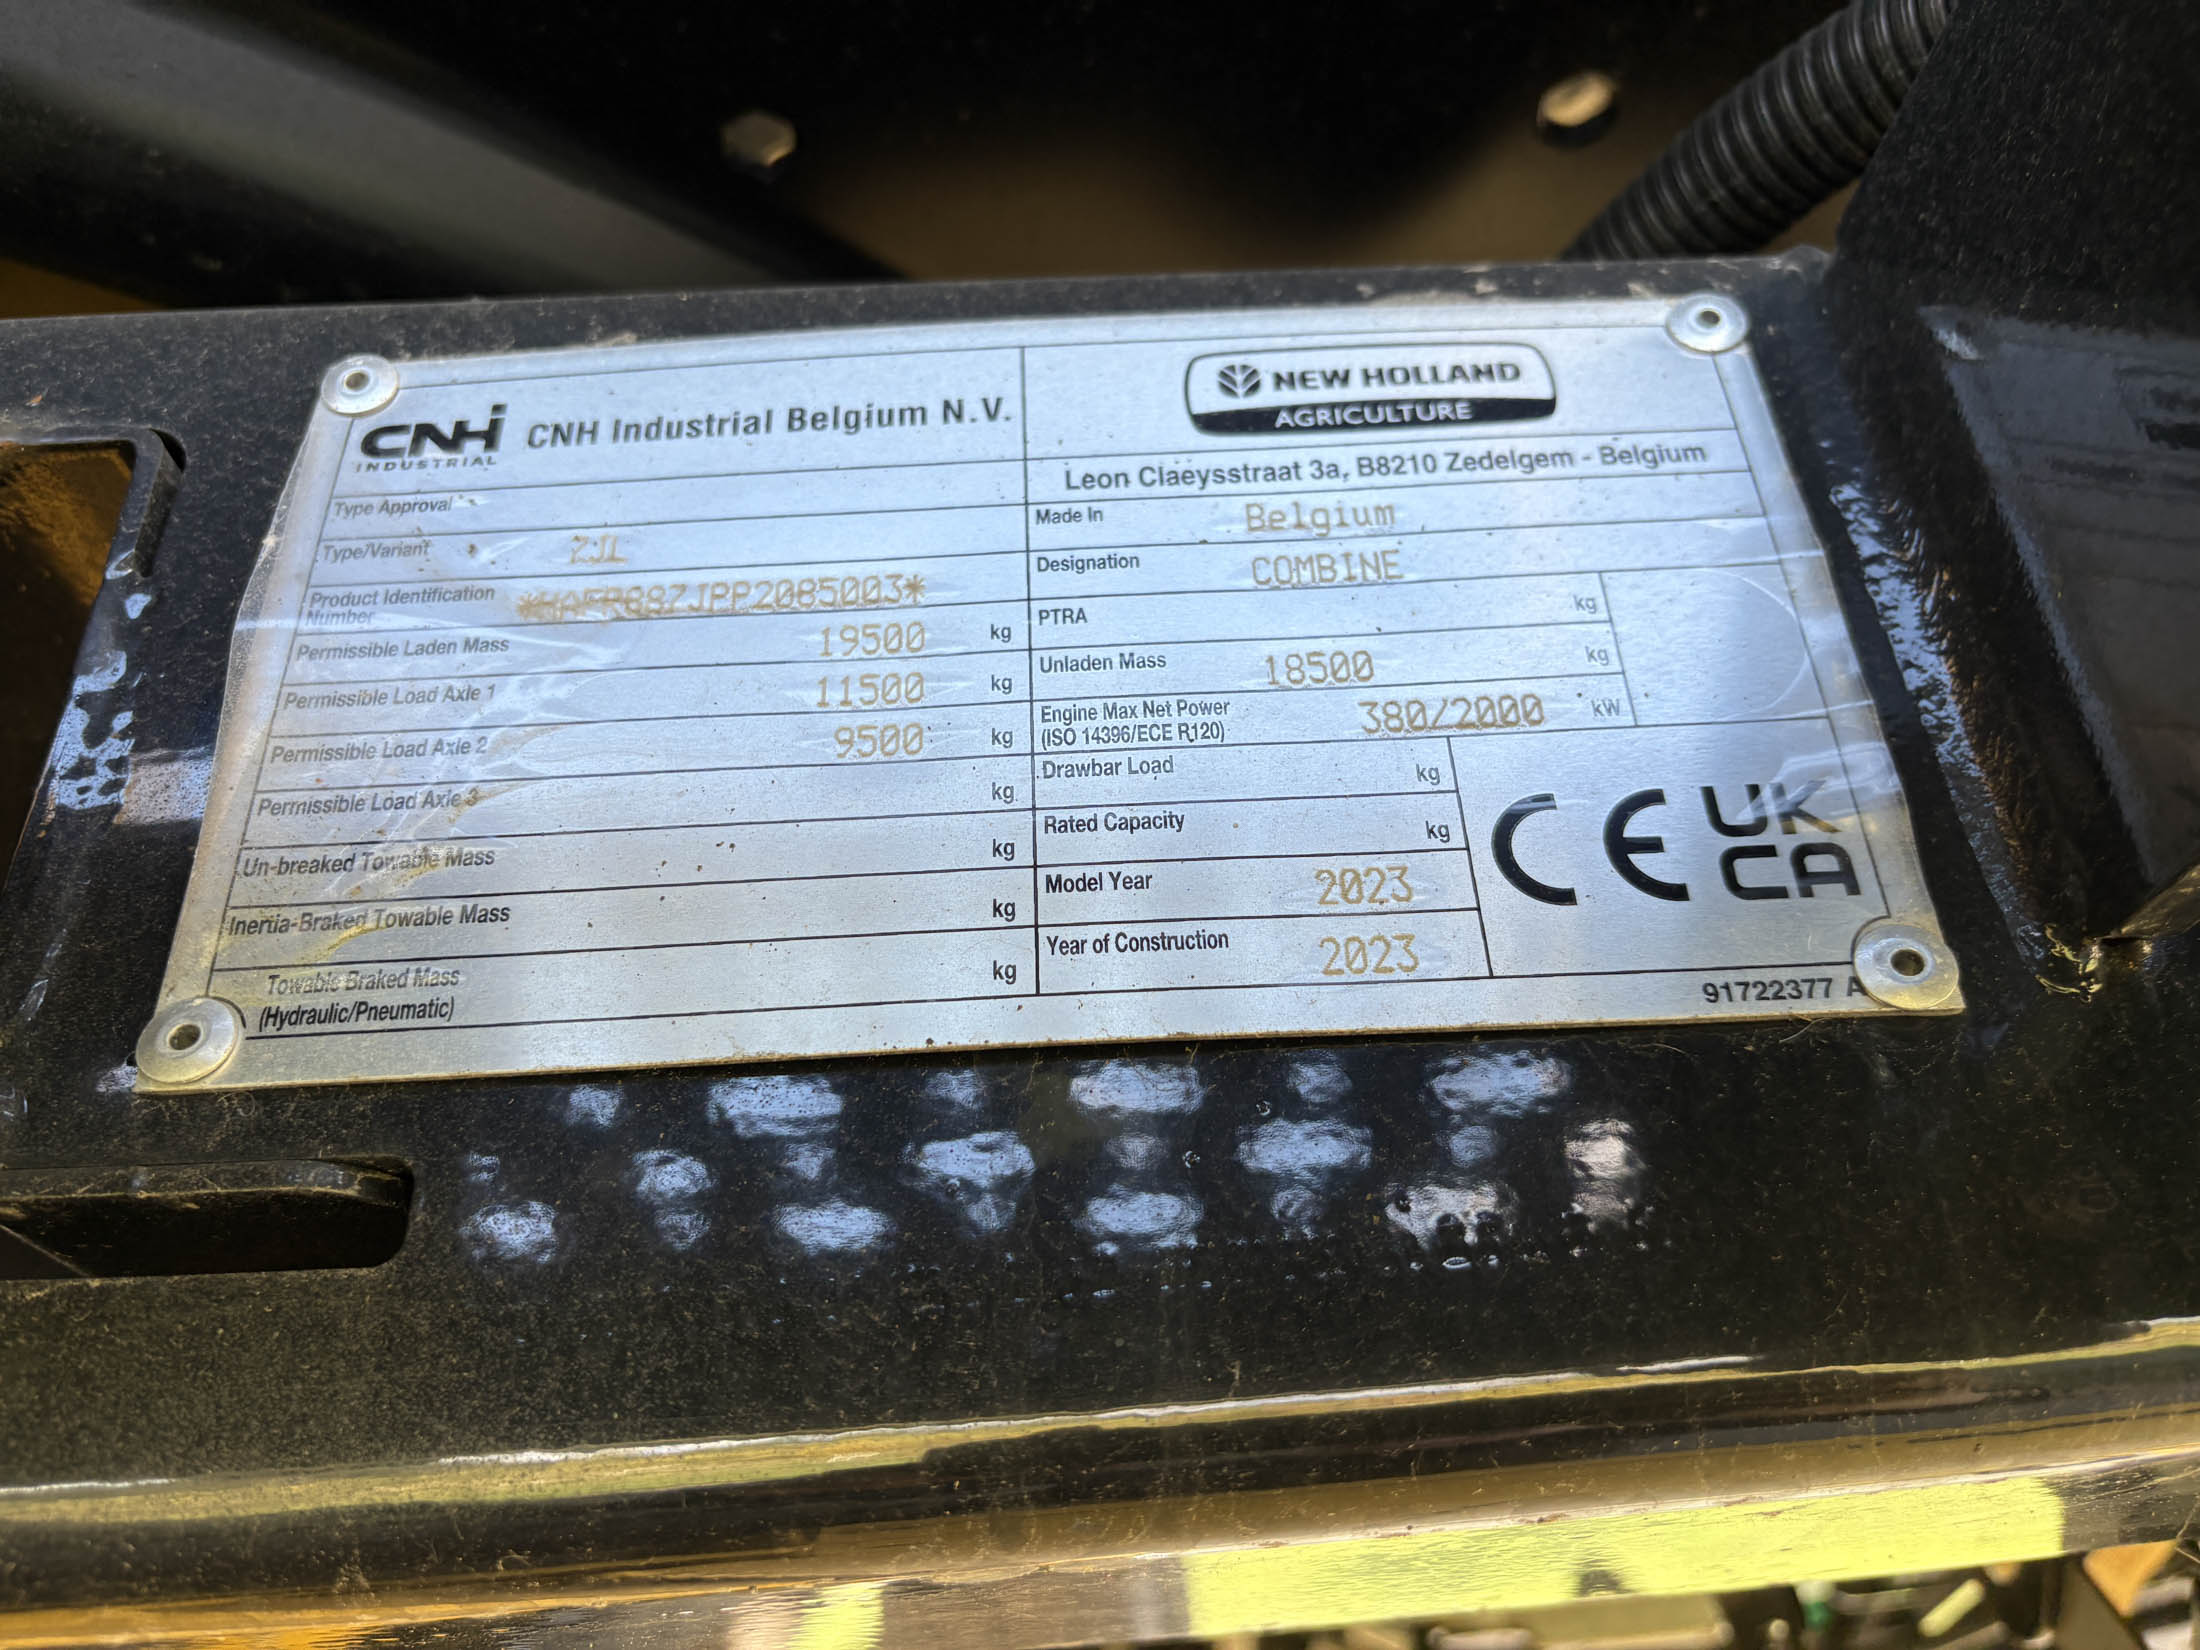 CNH INDUSTRIAL CNH Industrial Belgium N.V.
NEW HOLLAND
AGRICULTURE
Leon Claeysstraat 3a, B8210 Zedelgem - Belgium
Type Approval
Made In Belgium
Type/Variant ZJ1
Designation COMBINE
Product Identification
Number
PTRA kg
Permissible Laden Mass 19500 kg
Unladen Mass 18500 kg
Permissible Load Axle 1 11500 kg
Engine Max Net Power
(ISO 14396/ECE R120) 380/2000 kW
Permissible Load Axle 2 9500 kg
Drawbar Load kg
Permissible Load Axle 3 kg
Rated Capacity kg
Un-breaked Towable Mass kg
Model Year 2023
Inertia-Braked Towable Mass kg
Year of Construction 2023
Towable Braked Mass
(Hydraulic/Pneumatic) kg
CE UK
CA
91722377 A